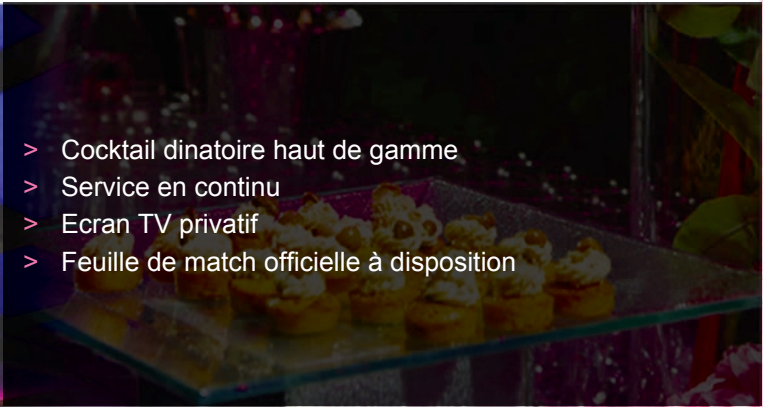 > Cocktail dinatoire haut de gamme
> Service en continu
> Ecran TV privatif
> Feuille de match officielle à disposition